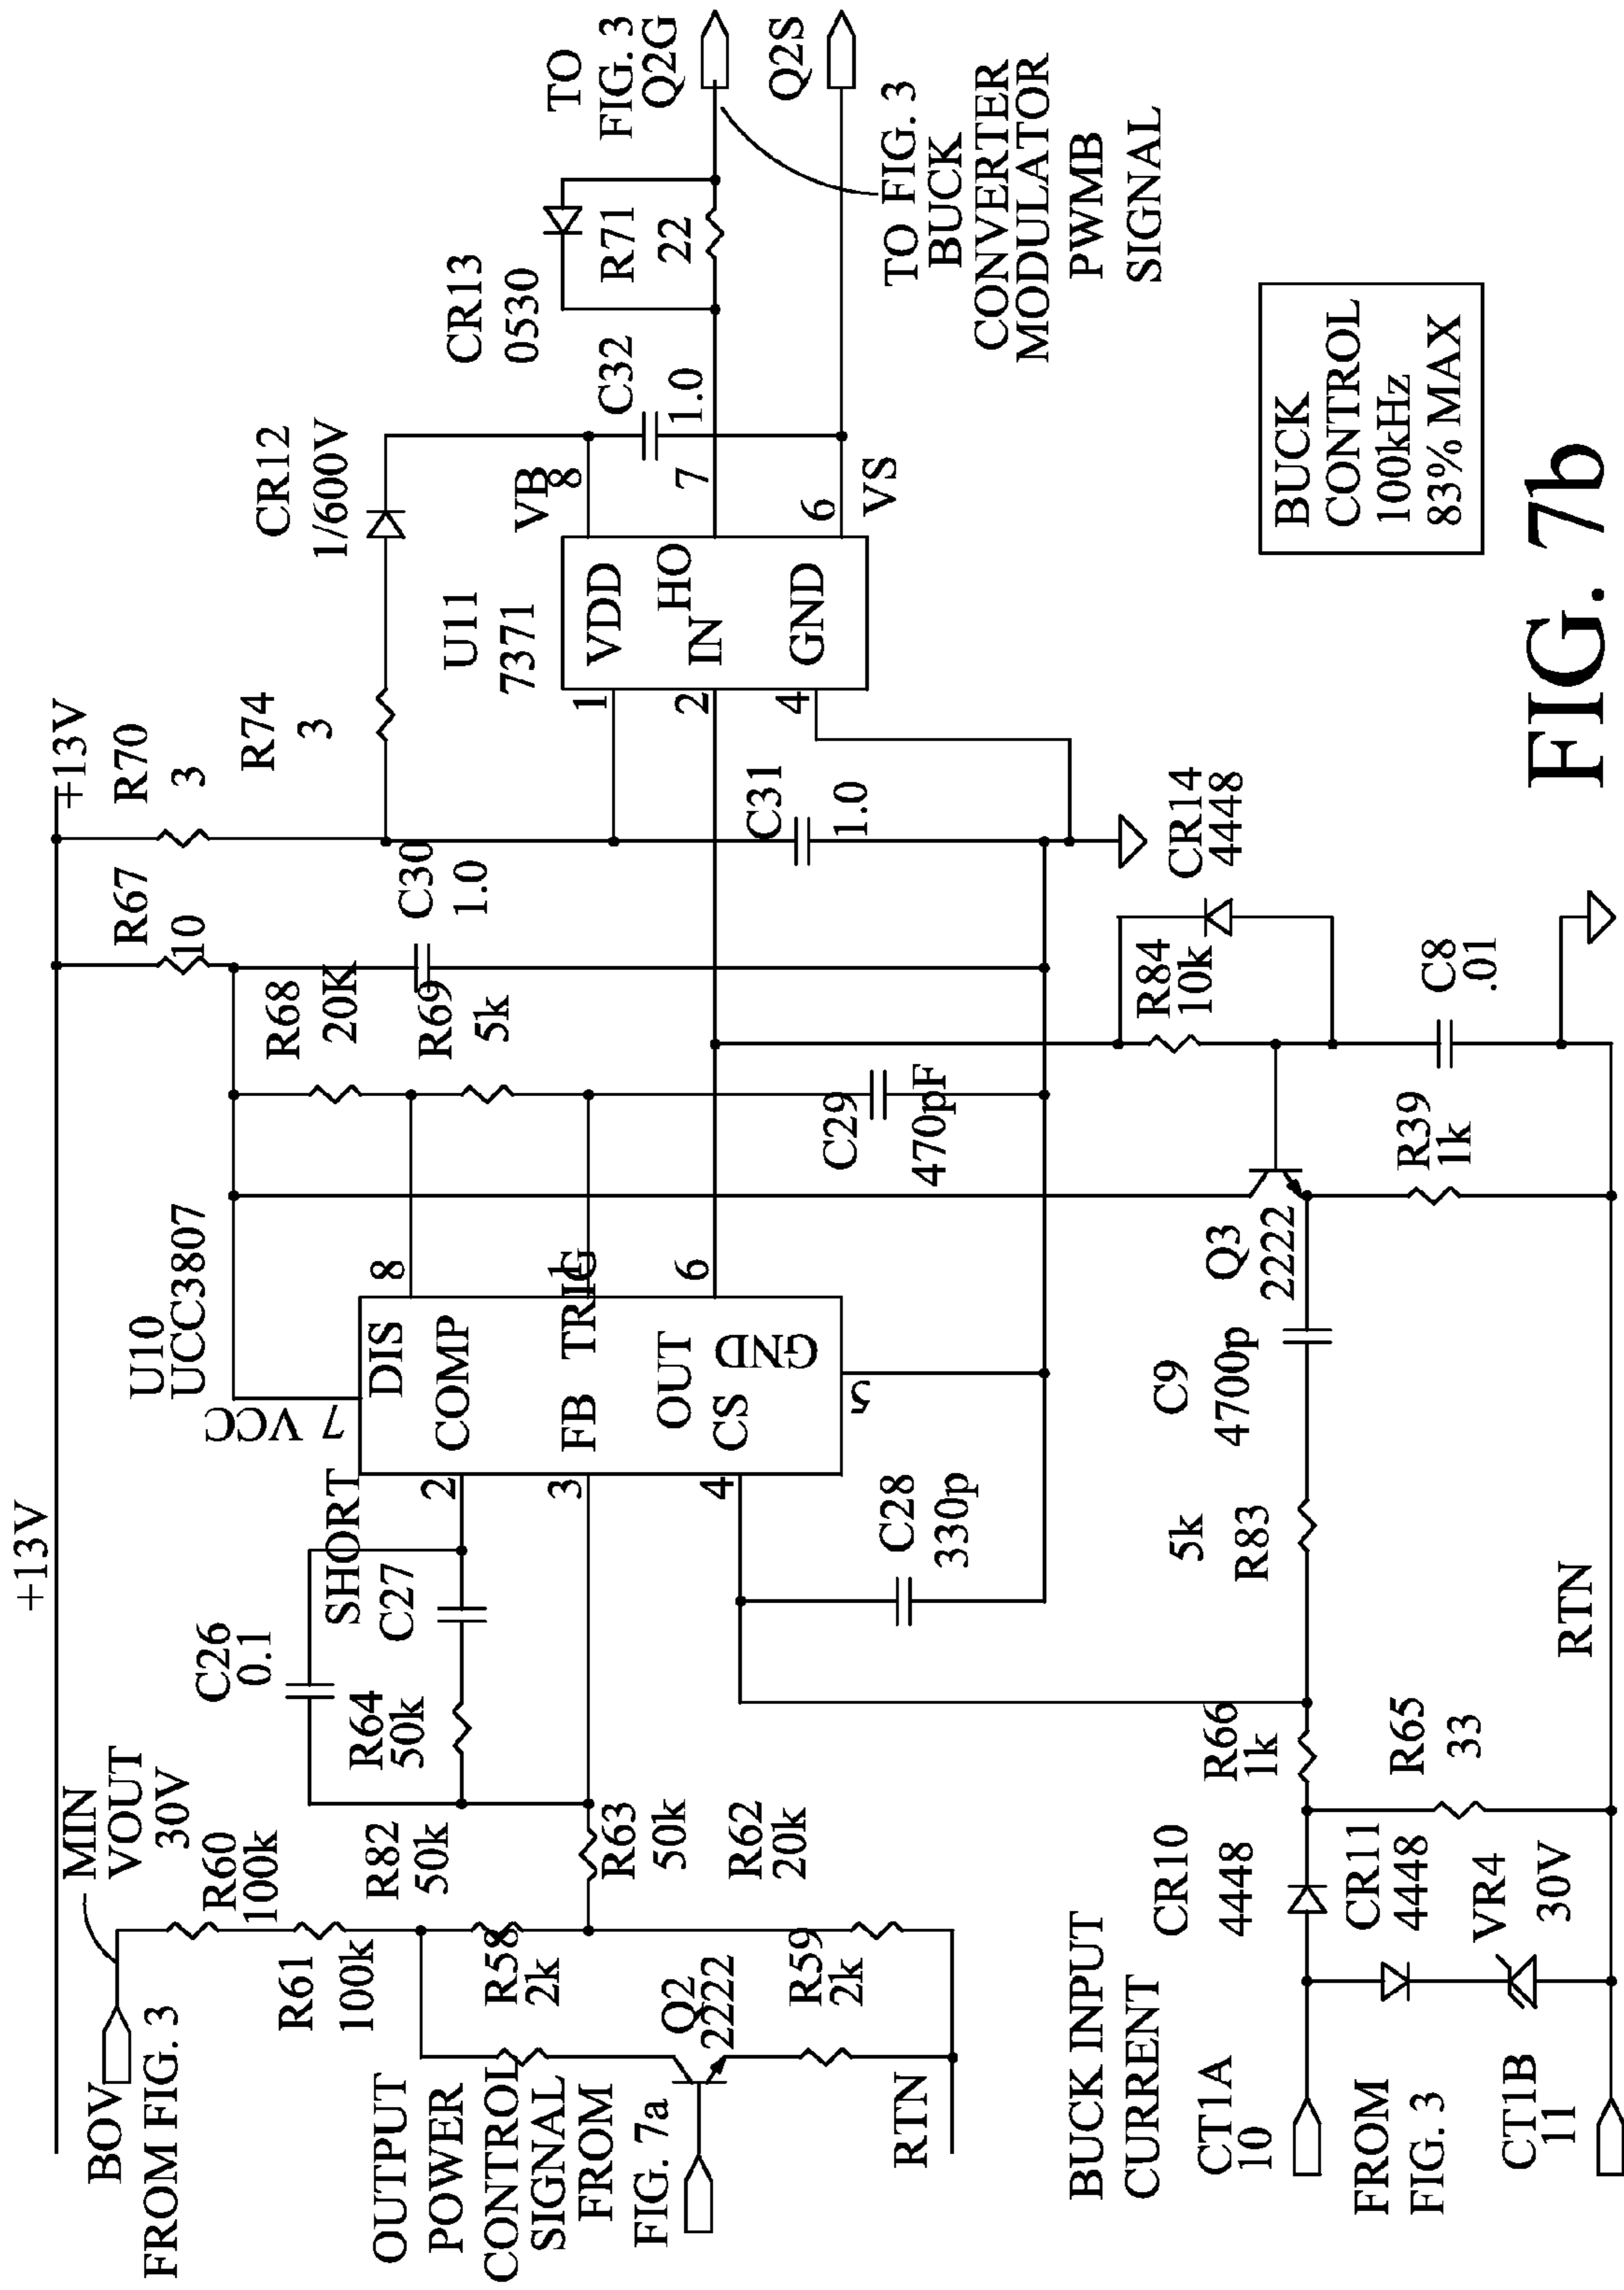 +13V
+13V
MIN
VOUT
30V
BOV
FROM FIG. 3
R60
100k
R61
100k
R82
50k
R58
2k
Q2
2222
R59
2k
R63
50k
R62
20k
OUTPUT
POWER
CONTROL
SIGNAL
FROM
FIG. 7a
RTN
C26
0.1
R64
50k
SHORT
C27
U10
UCC3807
7 VCC
DIS
COMP
FB TRIG
OUT
CS
GND
2
3
4
5
8
1
6
C28
330p
R67
10
R68
20K
R69
5k
C30
1.0
C29
470pF
R70
3
R74
3
C31
1.0
U11
7371
VDD
HO
IN
GND
1
2
4
VB
8
7
6
VS
CR12
1/600V
C32
1.0
CR13
0530
R71
22
TO
FIG. 3
Q2G
Q2S
TO FIG. 3
BUCK
CONVERTER
MODULATOR
PWMB
SIGNAL
BUCK INPUT
CURRENT
CT1A
10
FROM
FIG. 3
CT1B
11
CR10
4448
CR11
4448
VR4
30V
R66
1k
R65
33
RTN
5k
R83
C9
4700p
Q3
2222
R39
1k
R84
10k
CR14
4448
C8
.01
BUCK
CONTROL
100kHz
83% MAX
FIG. 7b